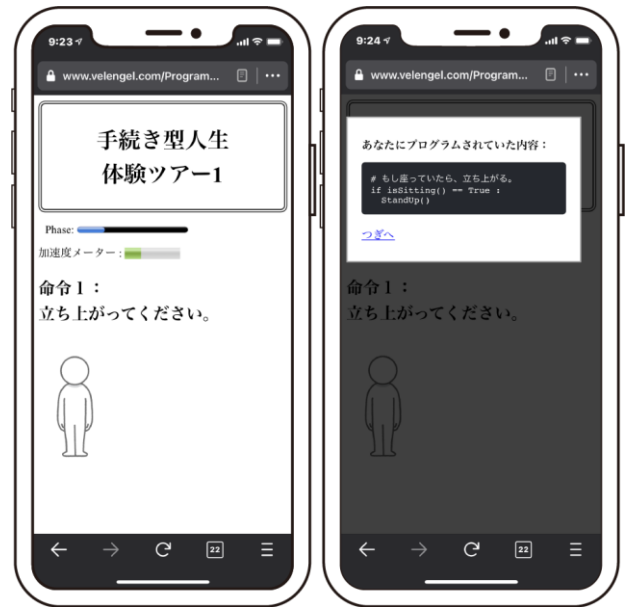 9:23
www.velengel.com/Program...
手続き型人生
体験ツアー1
Phase:
加速度メーター :
命令１：
立ち上がってください。
22
9:24
www.velengel.com/Program...
あなたにプログラムされていた内容：
# もし座っていたら、立ち上がる。
if isSitting() == True :
StandUp()
つぎへ
命令１：
立ち上がってください。
22